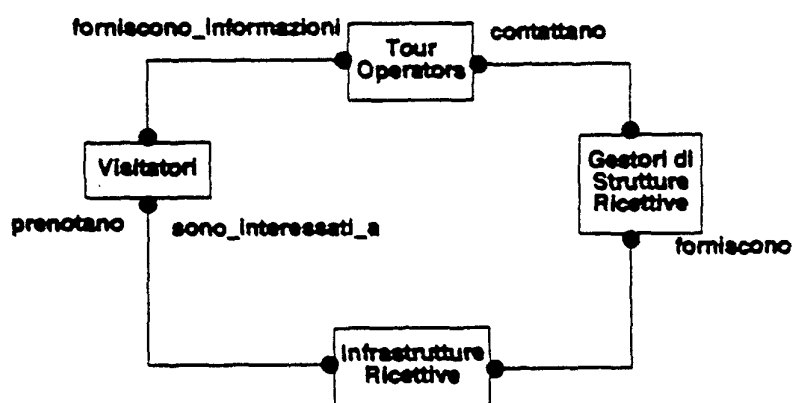 forniscono_informazioni
Tour
Operators
contattano
Visitatori
Gestori di
Strutture
Ricettive
prenotano
sono_interessati_a
forniscono
Infrastrutture
Ricettive